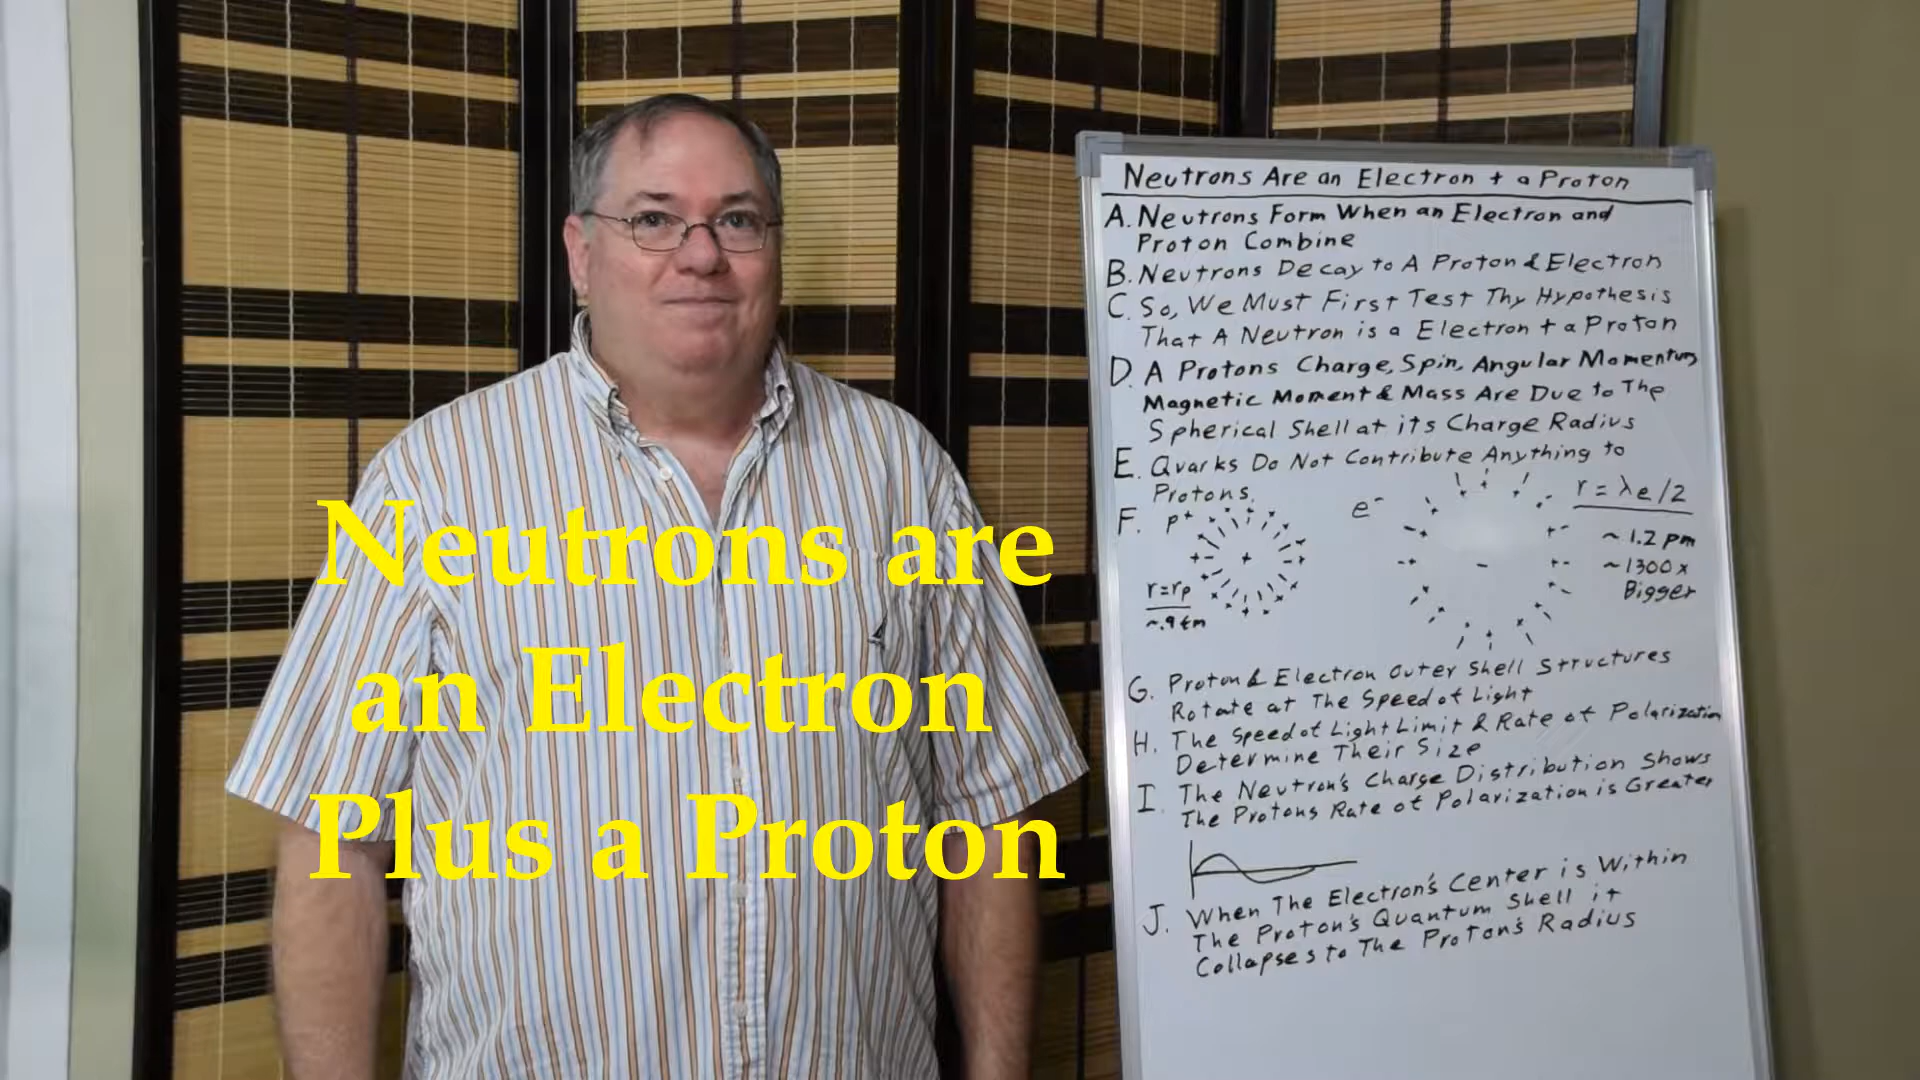 Neutrons are
an Electron
Plus a Proton
Neutrons Are an Electron + a Proton
A. Neutrons Form When an Electron and
Proton Combine
B. Neutrons Decay to A Proton & Electron
C. So, We Must First Test Thy Hypothesis
That A Neutron is a Electron + a Proton
D. A Protons Charge, Spin, Angular Momentum,
Magnetic Moment & Mass Are Due to The
Spherical Shell at its Charge Radius
E. Quarks Do Not Contribute Anything to
Protons.
F. p+
r=rp
~.9 fm
e-
r = λe/2
~ 1.2 pm
~ 1300 x
Bigger
G. Proton & Electron Outer Shell Structures
Rotate at The Speed of Light
H. The Speed of Light Limit & Rate of Polarization
Determine Their Size
I. The Neutron's Charge Distribution Shows
The Protons Rate of Polarization is Greater
J. When The Electron's Center is Within
The Proton's Quantum Shell it
Collapses to The Proton's Radius